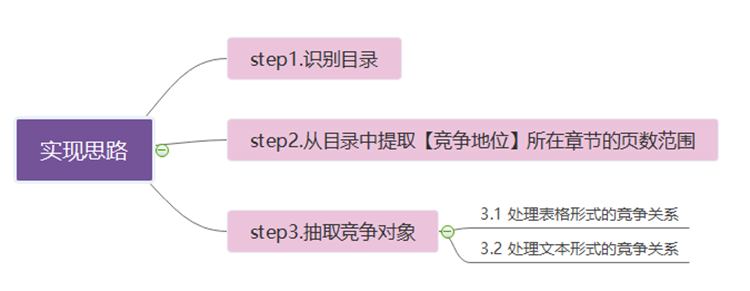 实现思路
step1.识别目录
step2.从目录中提取【竞争地位】所在章节的页数范围
step3.抽取竞争对象
3.1 处理表格形式的竞争关系
3.2 处理文本形式的竞争关系